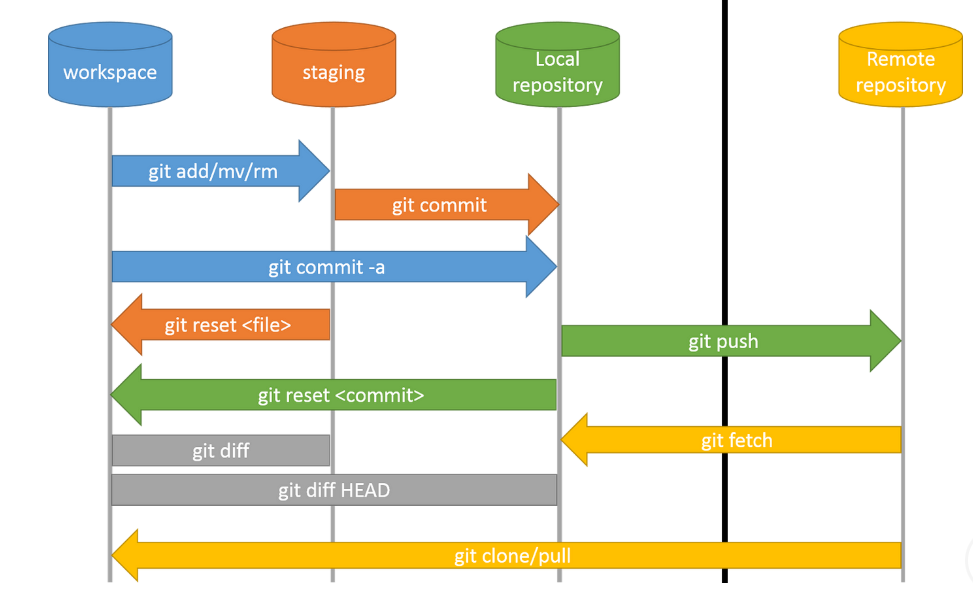 workspace
staging
Local
repository
Remote
repository
git add/mv/rm
git commit
git commit -a
git reset <file>
git push
git reset <commit>
git fetch
git diff
git diff HEAD
git clone/pull